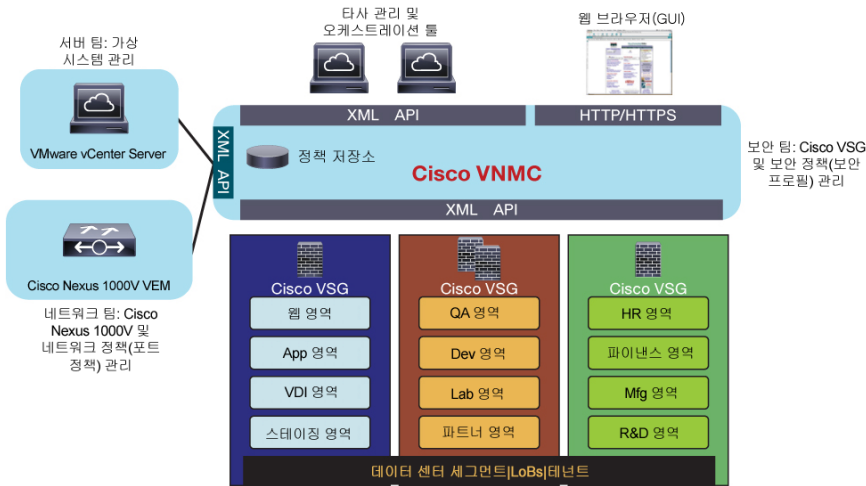 타사 관리 및
오케스트레이션 툴
웹 브라우저(GUI)
서버 팀: 가상
시스템 관리
VMware vCenter Server
XML API
HTTP/HTTPS
XML API
정책 저장소
Cisco VNMC
XML API
보안 팀: Cisco VSG
및 보안 정책(보안
프로필) 관리
Cisco Nexus 1000V VEM
네트워크 팀: Cisco
Nexus 1000V 및
네트워크 정책(포트
정책) 관리
Cisco VSG
웹 영역
App 영역
VDI 영역
스테이징 영역
Cisco VSG
QA 영역
Dev 영역
Lab 영역
파트너 영역
Cisco VSG
HR 영역
파이낸스 영역
Mfg 영역
R&D 영역
데이터 센터 세그먼트|LoBs|테넌트